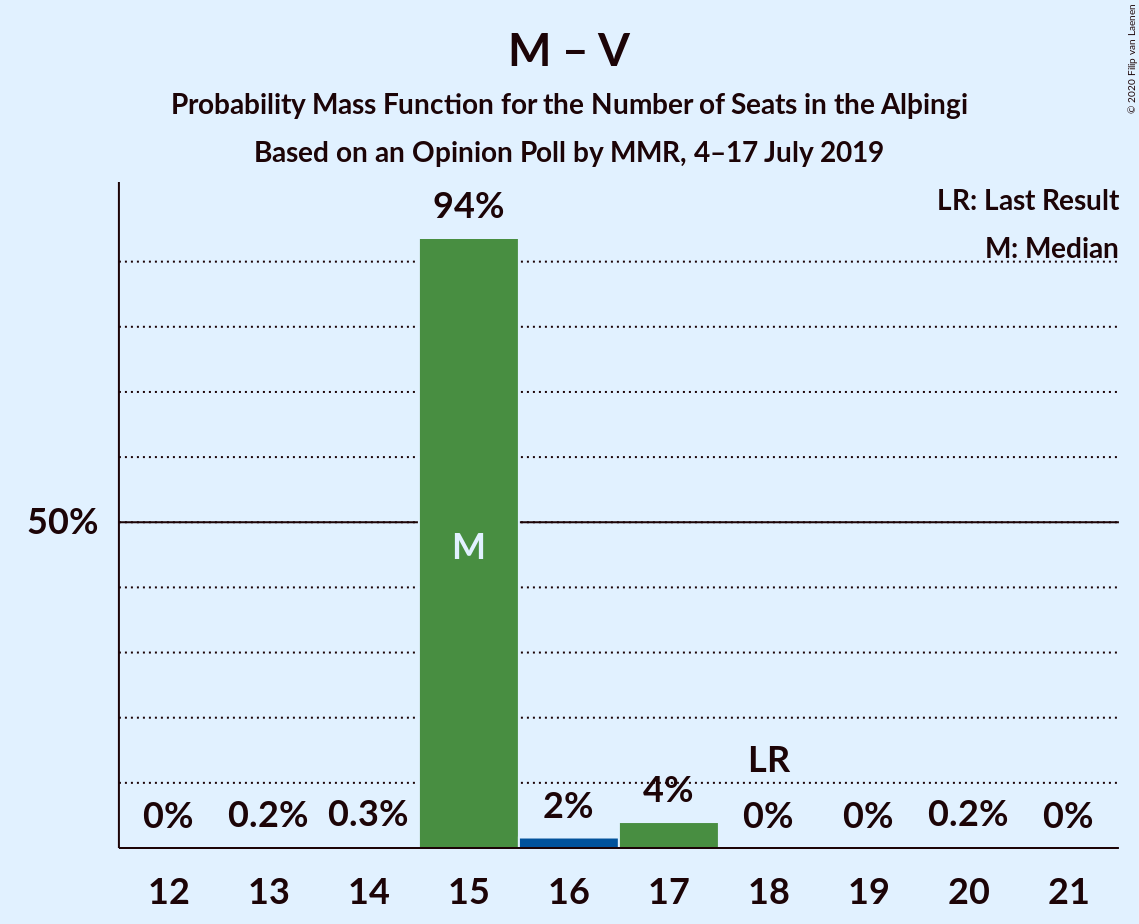 M – V
Probability Mass Function for the Number of Seats in the Alþingi
Based on an Opinion Poll by MMR, 4–17 July 2019
© 2020 Filip van Laenen
LR: Last Result
M: Median
94%
50%
M
LR
0% 0.2% 0.3% 2% 4% 0% 0% 0.2% 0%
12 13 14 15 16 17 18 19 20 21